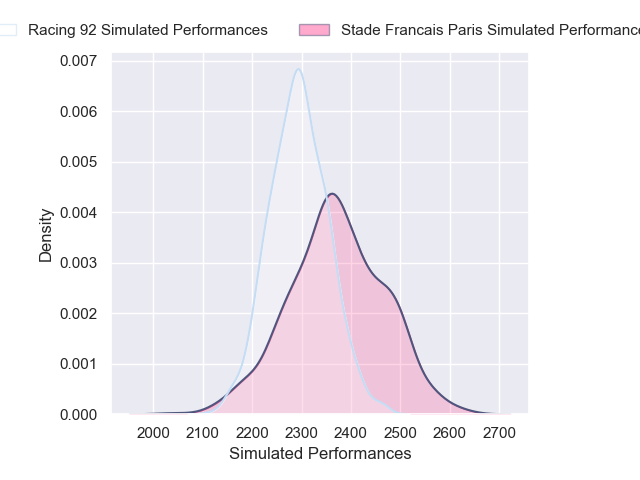 Racing 92 Simulated Performances
Stade Francais Paris Simulated Performanc
0.007
0.006
0.005
0.004
0.003
0.002
0.001
0.000
Density
2000 2100 2200 2300 2400 2500 2600 2700
Simulated Performances